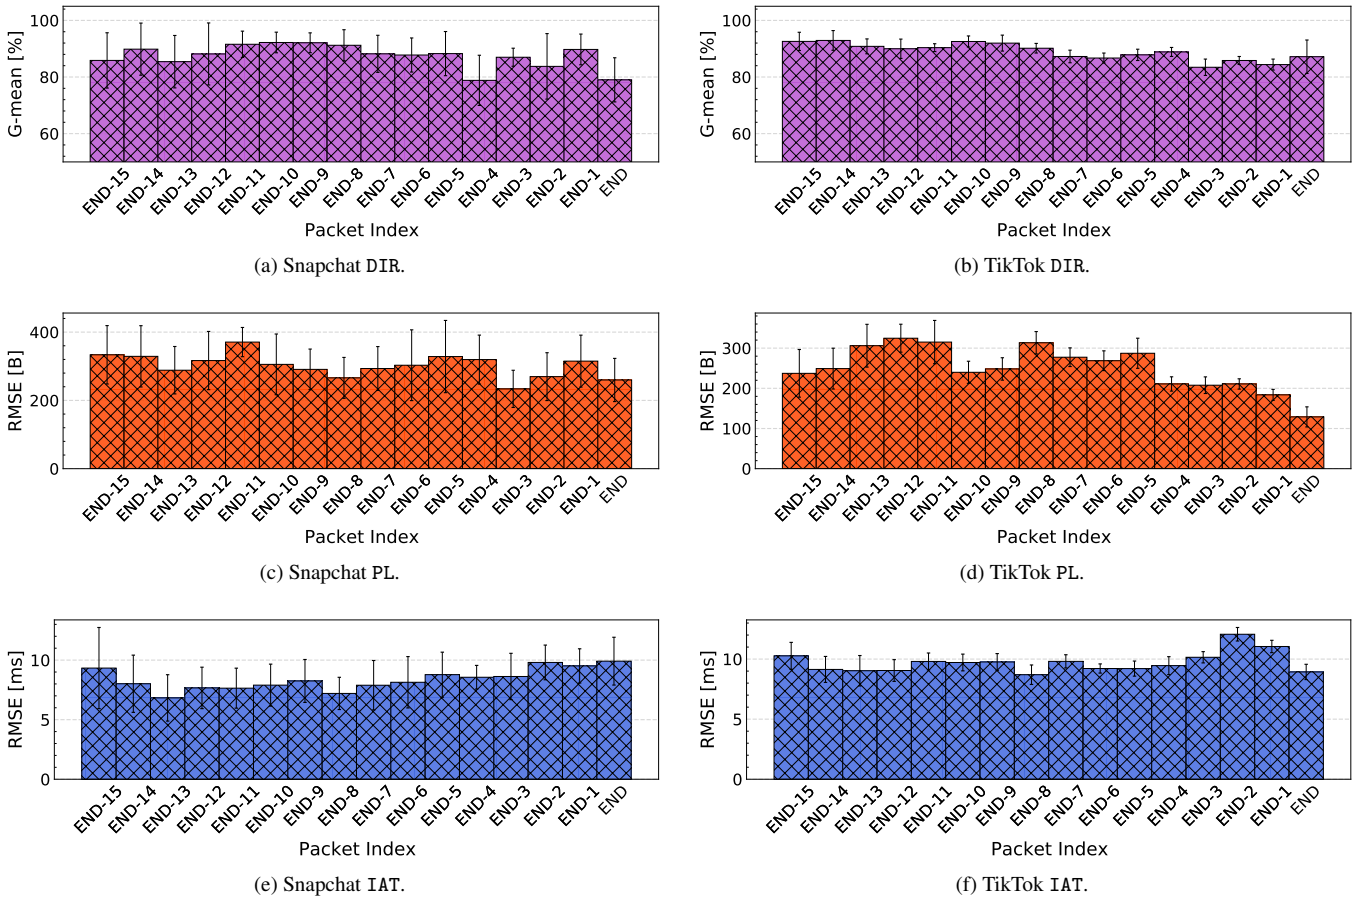 G-mean [%]
100
80
60
END-15 END-14 END-13 END-12 END-11 END-10 END-9 END-8 END-7 END-6 END-5 END-4 END-3 END-2 END-1 END
Packet Index
(a) Snapchat DIR.
G-mean [%]
100
80
60
END-15 END-14 END-13 END-12 END-11 END-10 END-9 END-8 END-7 END-6 END-5 END-4 END-3 END-2 END-1 END
Packet Index
(b) TikTok DIR.
RMSE [B]
400
200
0
END-15 END-14 END-13 END-12 END-11 END-10 END-9 END-8 END-7 END-6 END-5 END-4 END-3 END-2 END-1 END
Packet Index
(c) Snapchat PL.
RMSE [B]
300
200
100
0
END-15 END-14 END-13 END-12 END-11 END-10 END-9 END-8 END-7 END-6 END-5 END-4 END-3 END-2 END-1 END
Packet Index
(d) TikTok PL.
RMSE [ms]
10
5
0
END-15 END-14 END-13 END-12 END-11 END-10 END-9 END-8 END-7 END-6 END-5 END-4 END-3 END-2 END-1 END
Packet Index
(e) Snapchat IAT.
RMSE [ms]
10
5
0
END-15 END-14 END-13 END-12 END-11 END-10 END-9 END-8 END-7 END-6 END-5 END-4 END-3 END-2 END-1 END
Packet Index
(f) TikTok IAT.